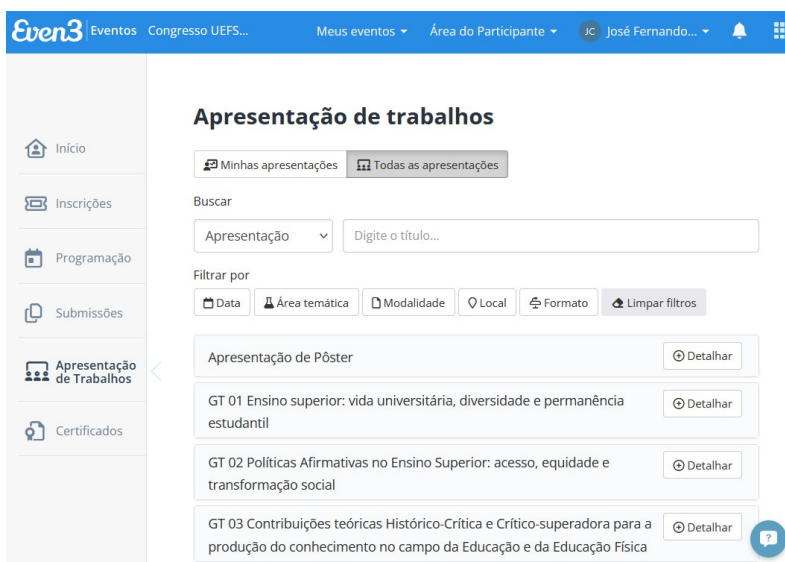 Even3 Eventos Congresso UEFS... Meus eventos Área do Participante JC José Fernando...
Apresentação de trabalhos
Início
Inscrições
Programação
Submissões
Apresentação
de Trabalhos
Certificados
Minhas apresentações Todas as apresentações
Buscar
Apresentação Digite o título...
Filtrar por
Data Área temática Modalidade Local Formato Limpar filtros
Apresentação de Pôster Detalhar
GT 01 Ensino superior: vida universitária, diversidade e permanência
estudantil
Detalhar
GT 02 Políticas Afirmativas no Ensino Superior: acesso, equidade e
transformação social
Detalhar
GT 03 Contribuições teóricas Histórico-Crítica e Crítico-superadora para a
produção do conhecimento no campo da Educação e da Educação Física
Detalhar
?